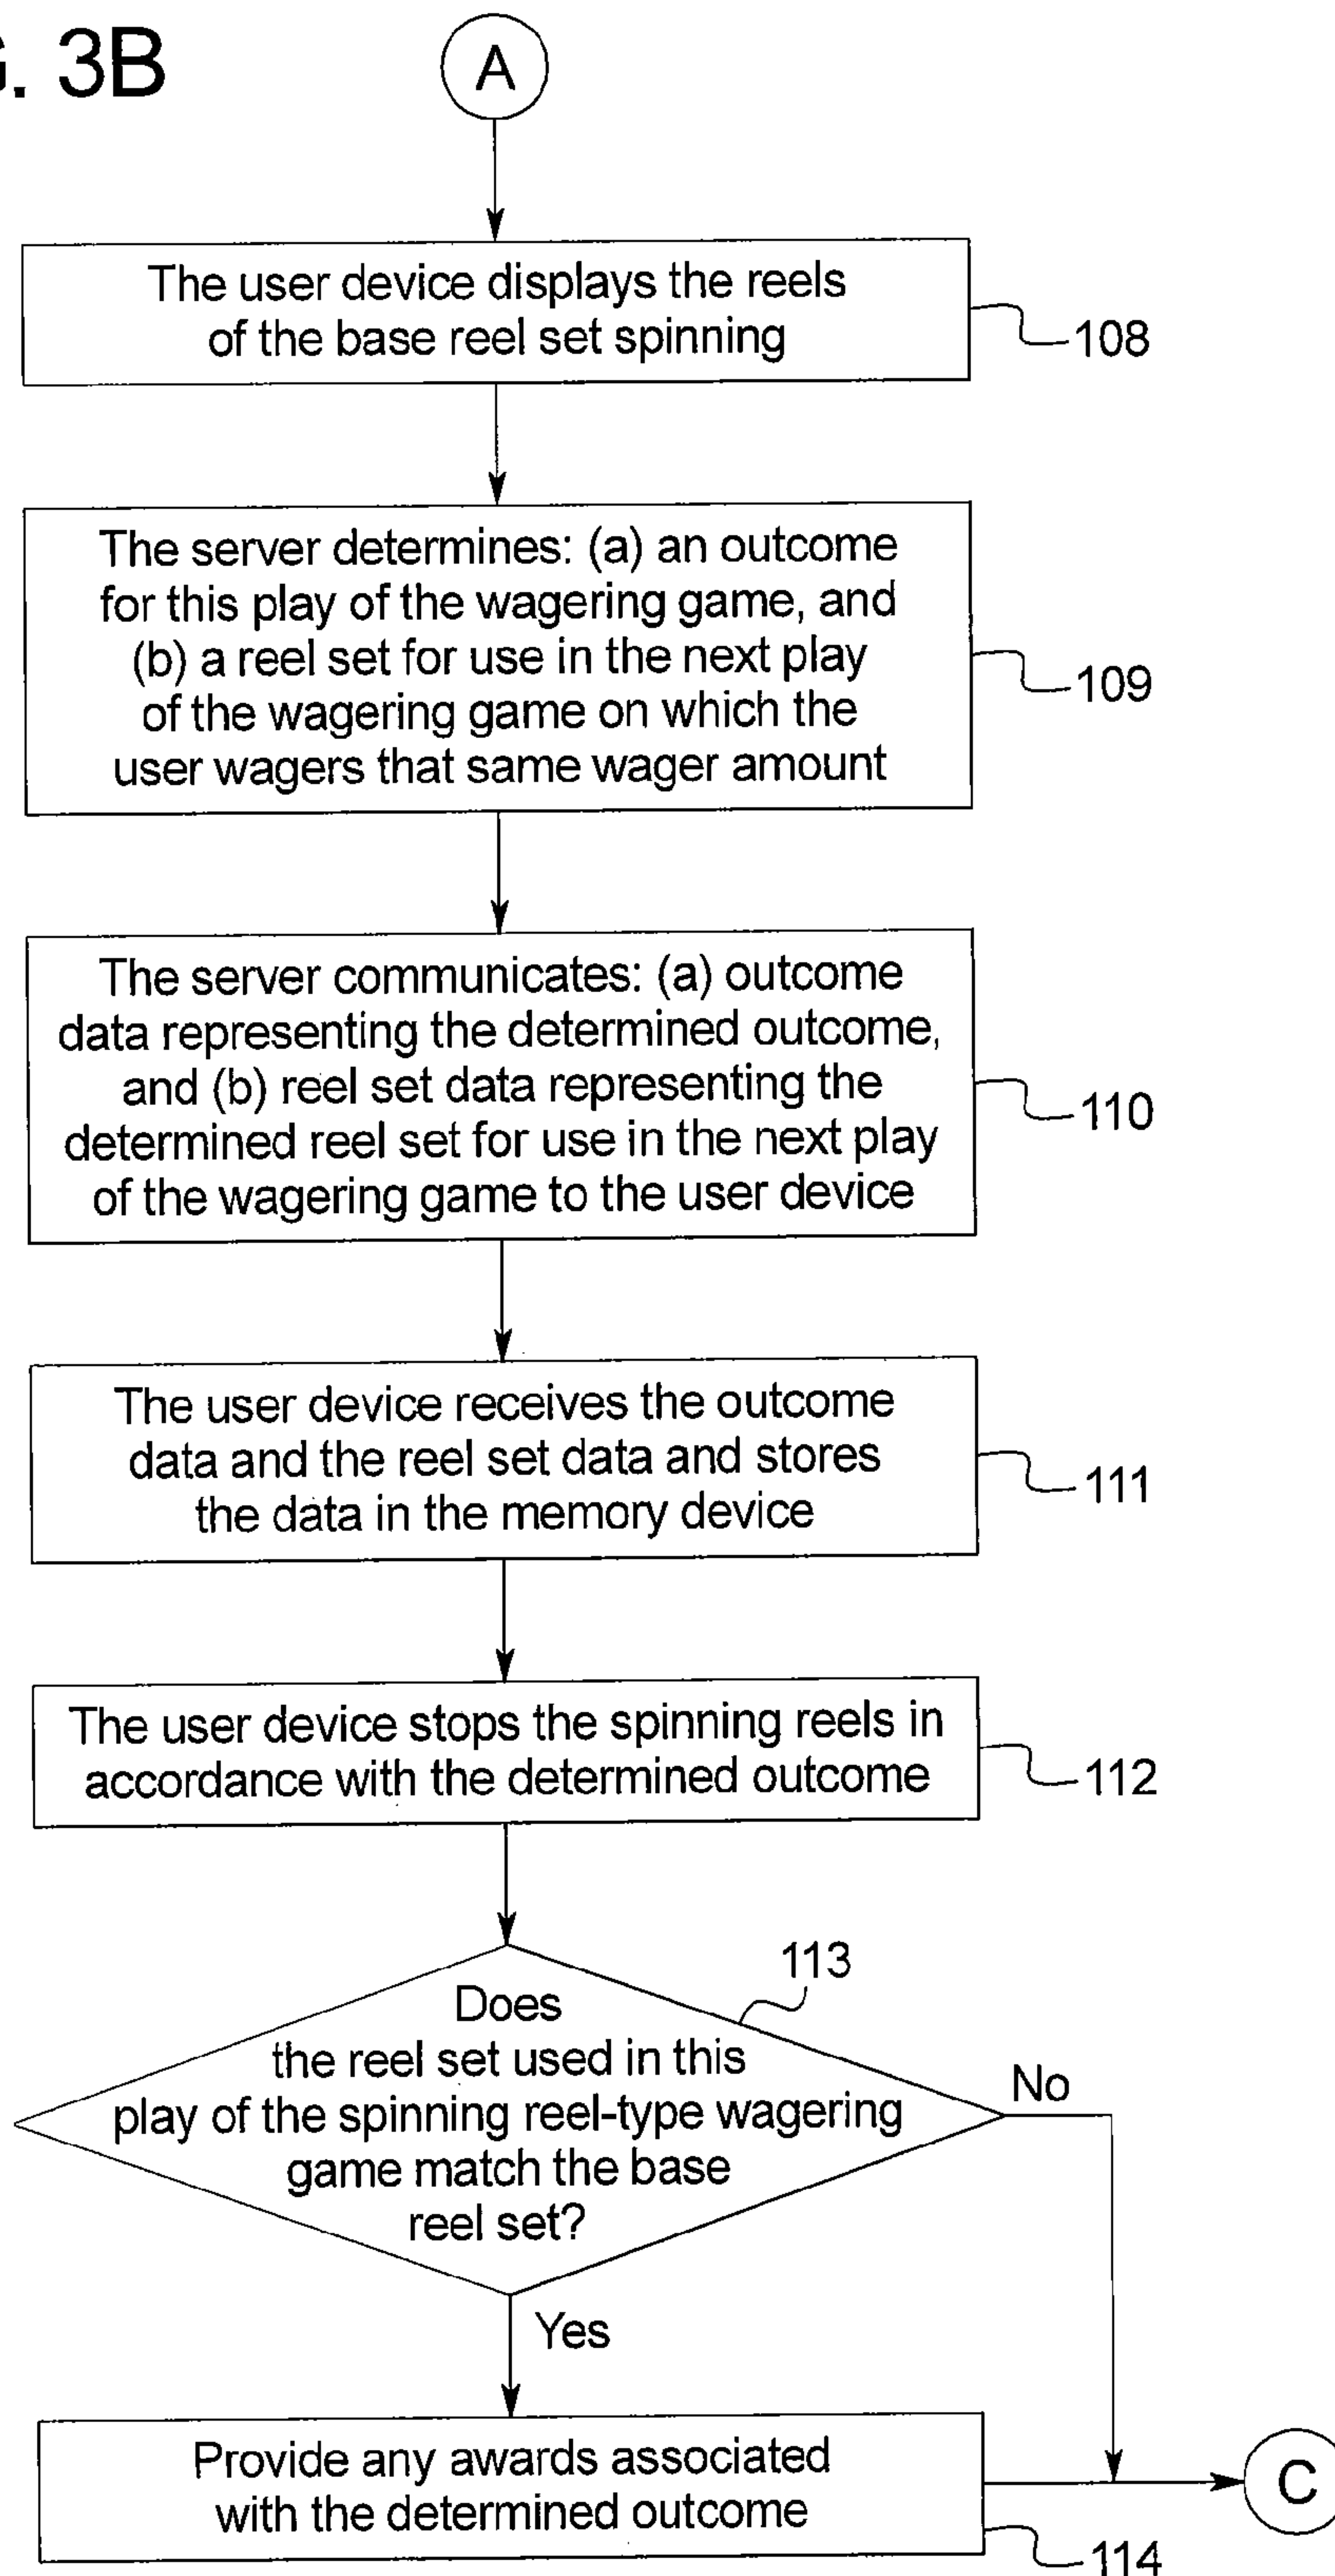 . 3B
A
The user device displays the reels
of the base reel set spinning
108
The server determines: (a) an outcome
for this play of the wagering game, and
(b) a reel set for use in the next play
of the wagering game on which the
user wagers that same wager amount
109
The server communicates: (a) outcome
data representing the determined outcome,
and (b) reel set data representing the
determined reel set for use in the next play
of the wagering game to the user device
110
The user device receives the outcome
data and the reel set data and stores
the data in the memory device
111
The user device stops the spinning reels in
accordance with the determined outcome
112
113
Does
the reel set used in this
play of the spinning reel-type wagering
game match the base
reel set?
No
Yes
Provide any awards associated
with the determined outcome
C
114